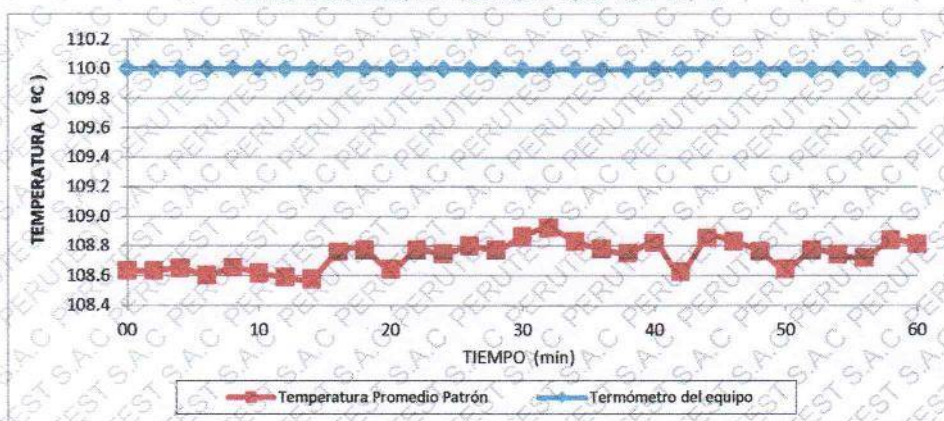 110.2
110.0
109.8
109.6
109.4
109.2
109.0
108.8
108.6
108.4
TEMPERATURA ( ºC)
00 10 20 30 40 50 60
TIEMPO (min)
Temperatura Promedio Patrón Termómetro del equipo
PERUTEST S.A.C